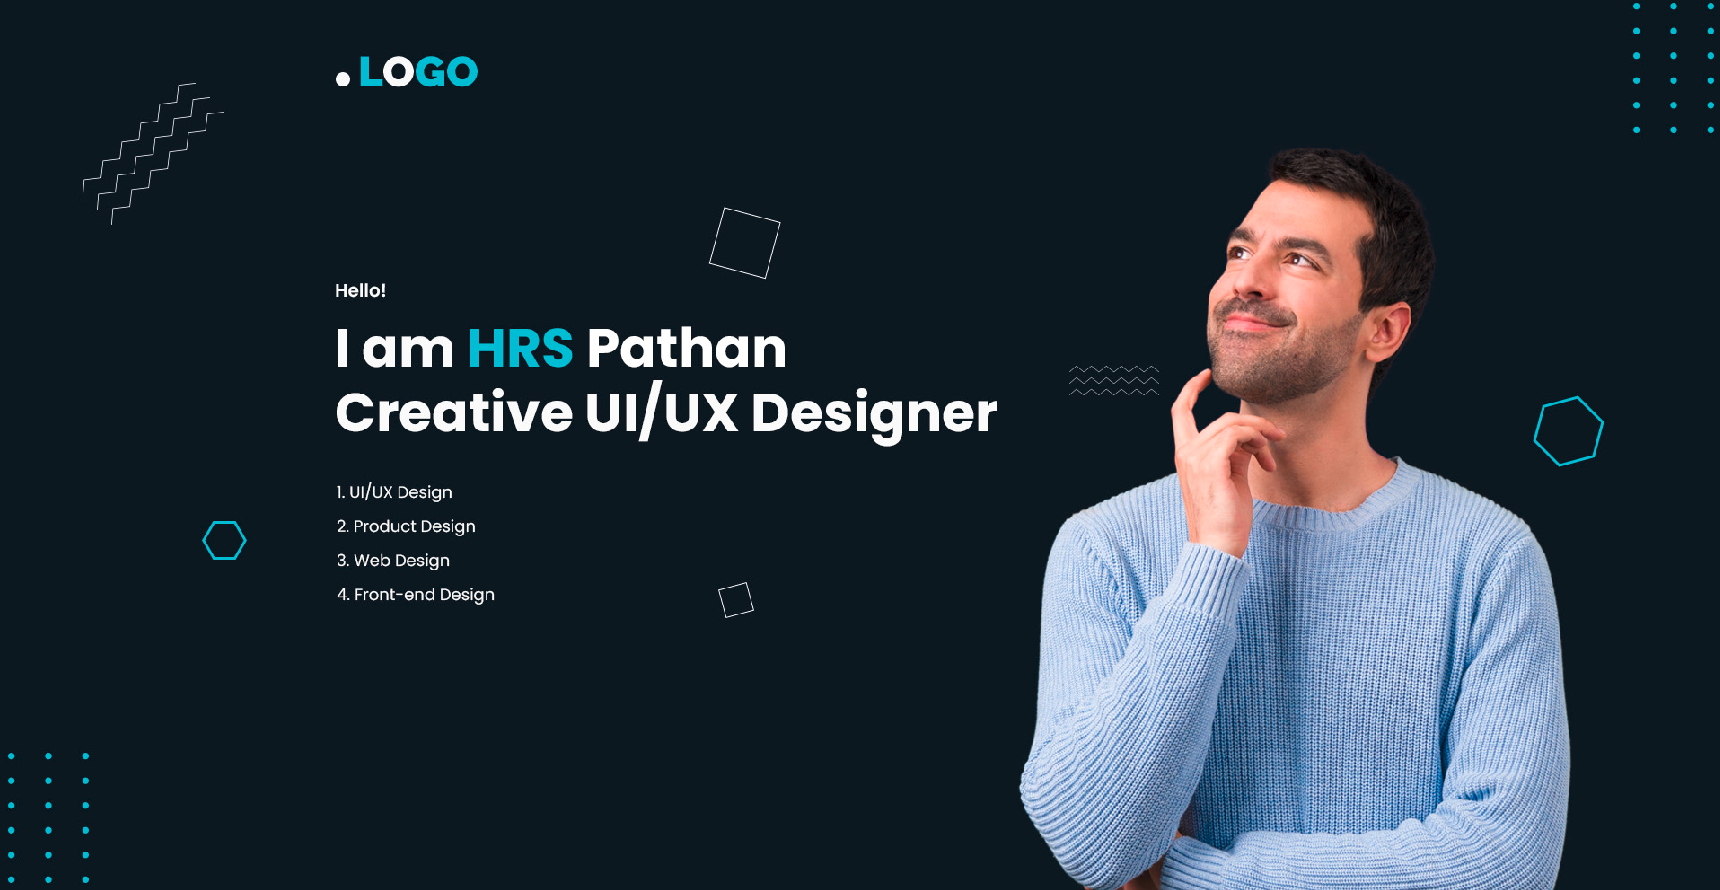 LOGO
Hello!
I am HRS Pathan
Creative UI/UX Designer
1. UI/UX Design
2. Product Design
3. Web Design
4. Front-end Design